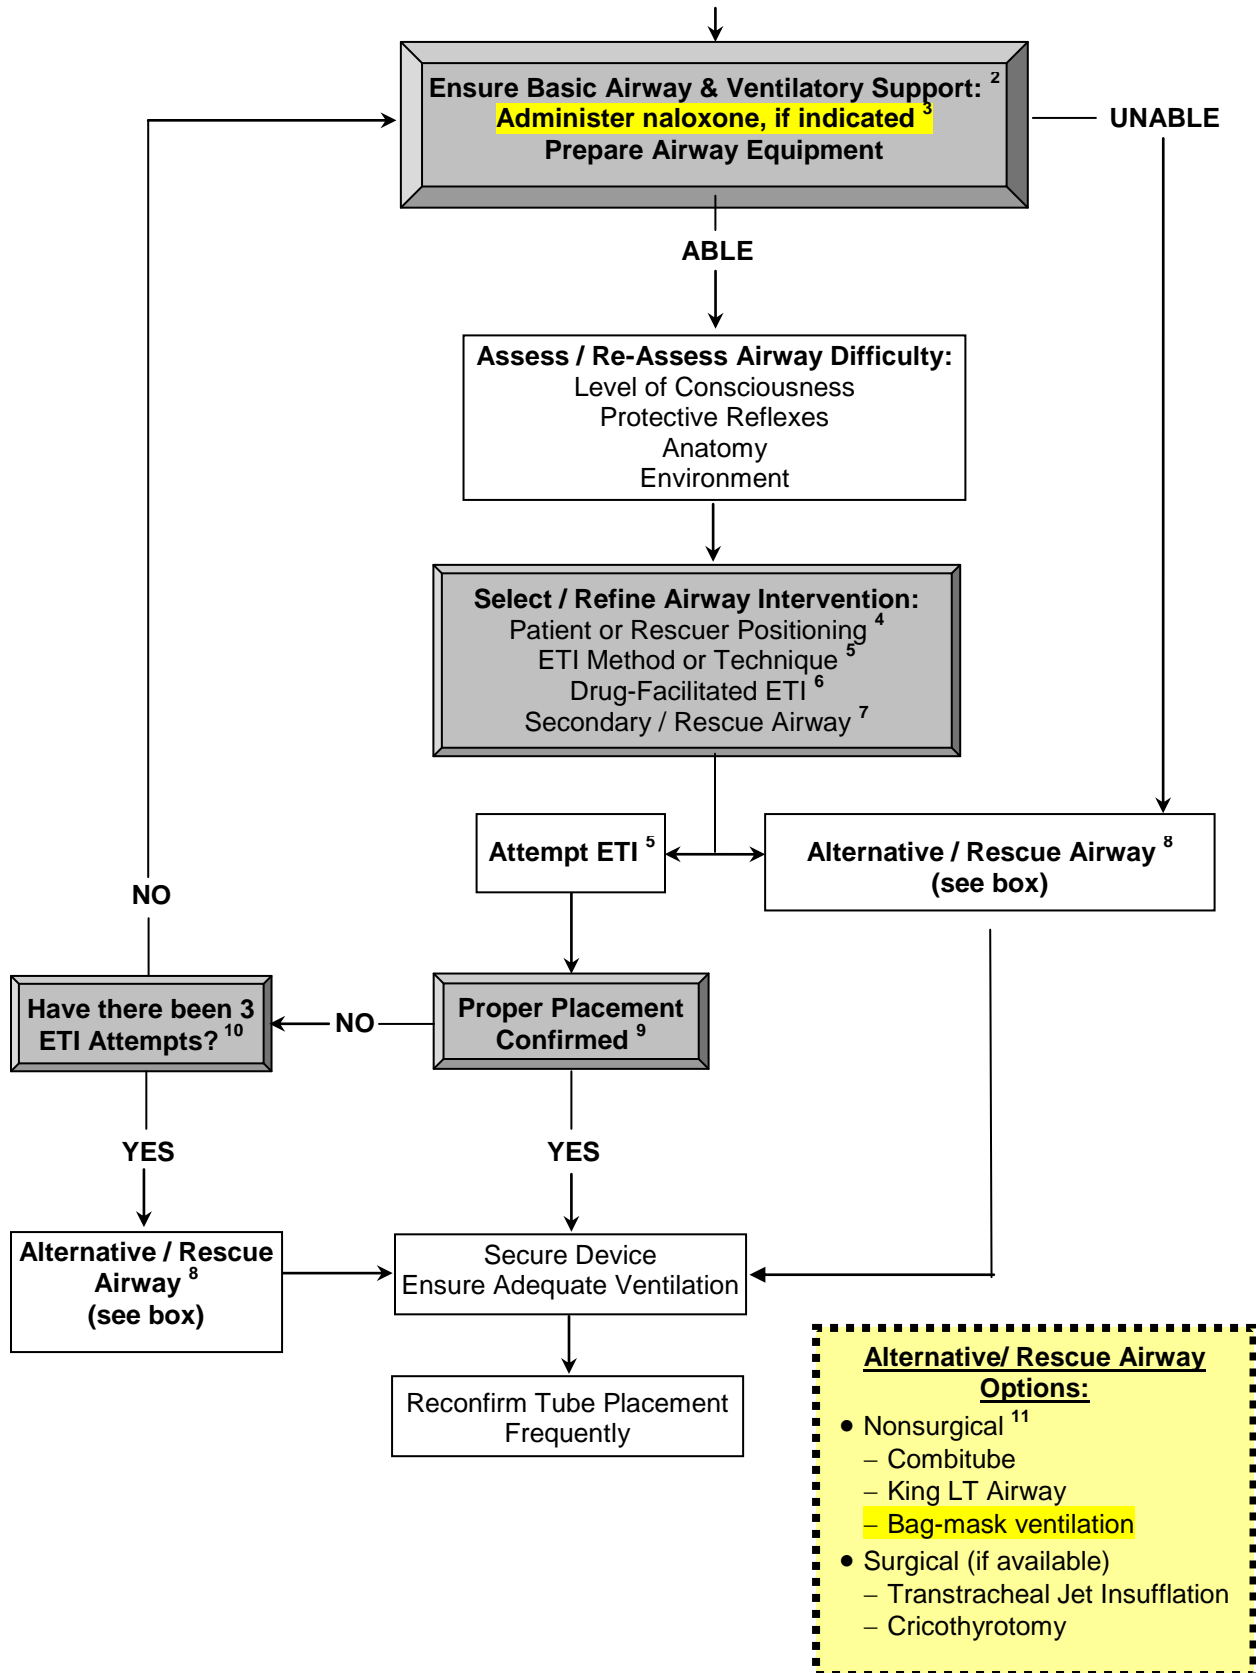 Ensure Basic Airway & Ventilatory Support: 2
Administer naloxone, if indicated 3
Prepare Airway Equipment
UNABLE
ABLE
Assess / Re-Assess Airway Difficulty:
Level of Consciousness
Protective Reflexes
Anatomy
Environment
Select / Refine Airway Intervention:
Patient or Rescuer Positioning 4
ETI Method or Technique 5
Drug-Facilitated ETI 6
Secondary / Rescue Airway 7
Attempt ETI 5
Alternative / Rescue Airway 8
(see box)
NO
Have there been 3
ETI Attempts? 10
NO
Proper Placement
Confirmed 9
YES
YES
Alternative / Rescue
Airway 8
(see box)
Secure Device
Ensure Adequate Ventilation
Reconfirm Tube Placement
Frequently
Alternative/ Rescue Airway
Options:
• Nonsurgical 11
– Combitube
– King LT Airway
– Bag-mask ventilation
• Surgical (if available)
– Transtracheal Jet Insufflation
– Cricothyrotomy